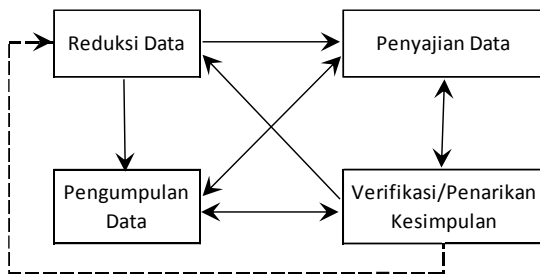 Reduksi Data
Penyajian Data
Pengumpulan
Data
Verifikasi/Penarikan
Kesimpulan